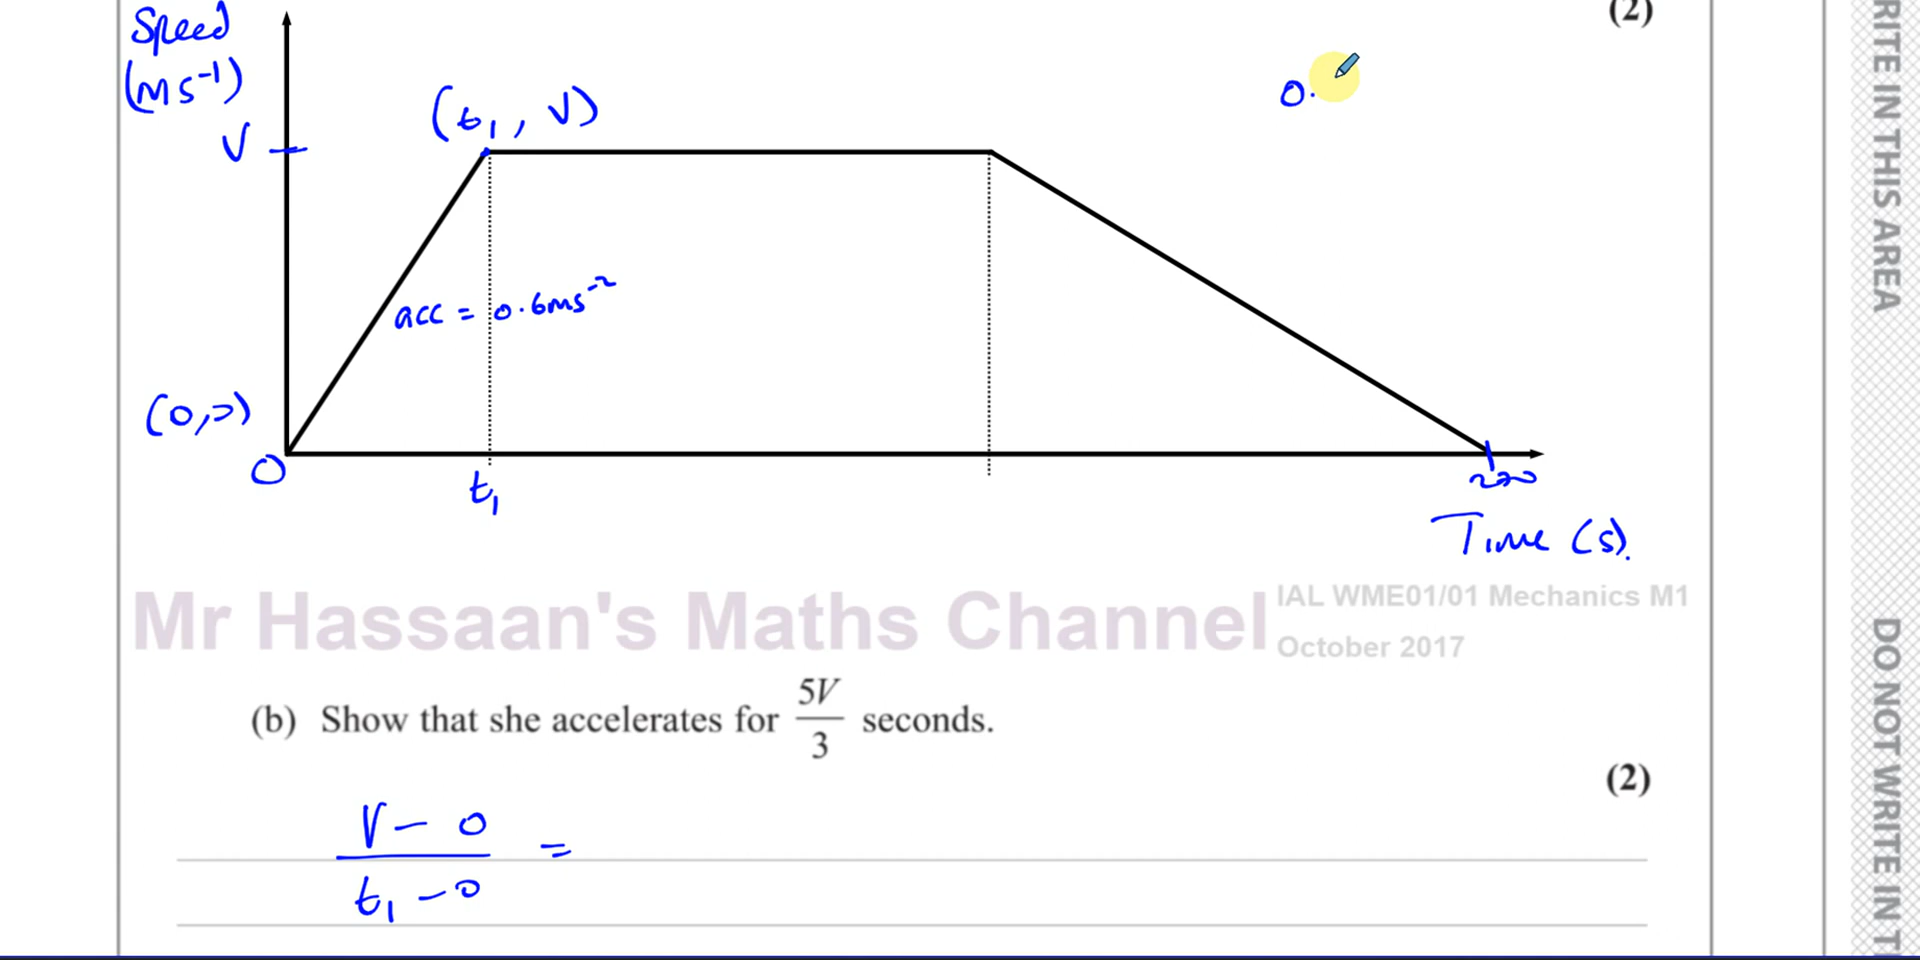 Speed
(2)
(ms⁻¹)
0.
(t₁, V)
V
acc = 0.6ms⁻²
(0,0)
0
t₁
Time (s).
Mr Hassaan's Maths Channel
IAL WME01/01 Mechanics M1
October 2017
(b) Show that she accelerates for 5V/3 seconds.
(2)
V - 0 / t₁ - 0 =
RITE IN THIS AREA
DO NOT WRITE IN T